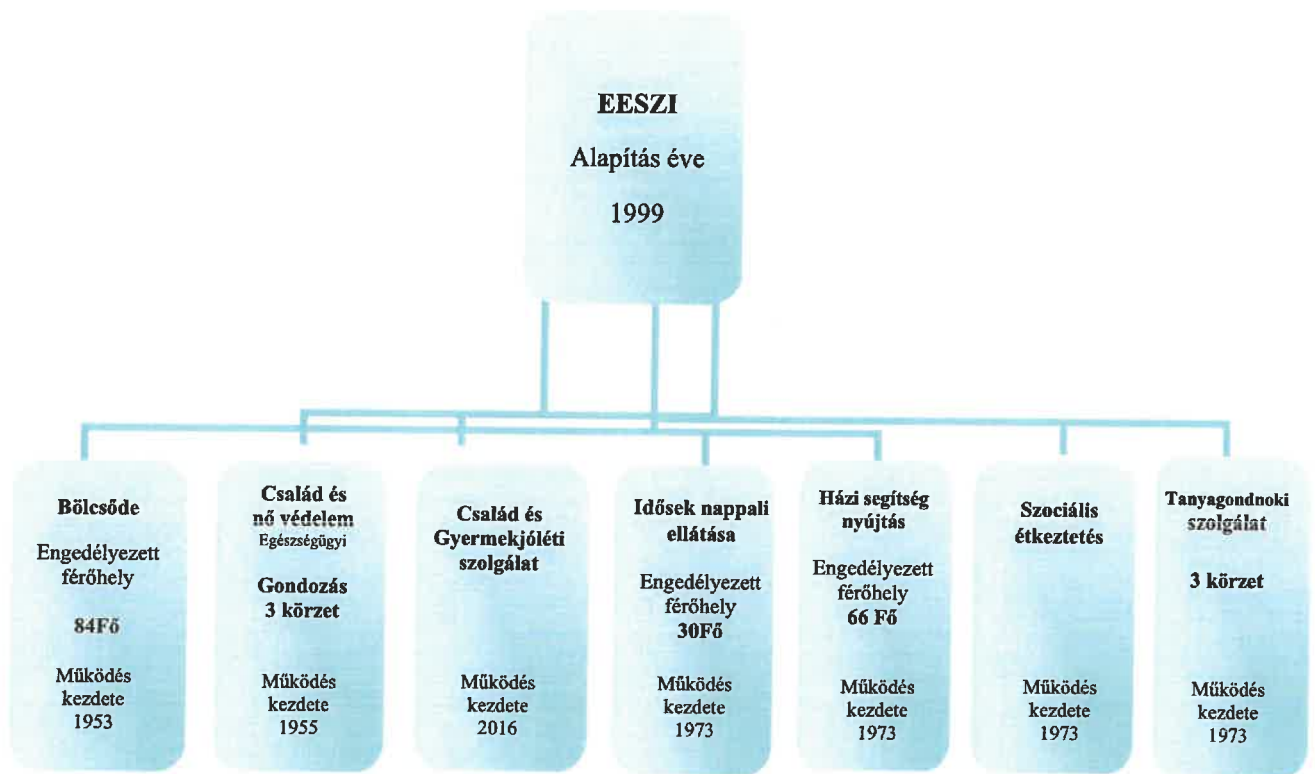 EESZI
Alapítás éve
1999
Bölcsőde
Engedélyezett
férőhely
84Fő
Működés
kezdete
1953
Család és
nő védelem
Egészségügyi
Gondozás
3 körzet
Működés
kezdete
1955
Család és
Gyermekjóléti
szolgálat
Működés
kezdete
2016
Idősek nappali
ellátása
Engedélyezett
férőhely
30Fő
Működés
kezdete
1973
Házi segítség
nyújtás
Engedélyezett
férőhely
66 Fő
Működés
kezdete
1973
Szociális
étkeztetés
Működés
kezdete
1973
Tanyagondnoki
szolgálat
3 körzet
Működés
kezdete
1973